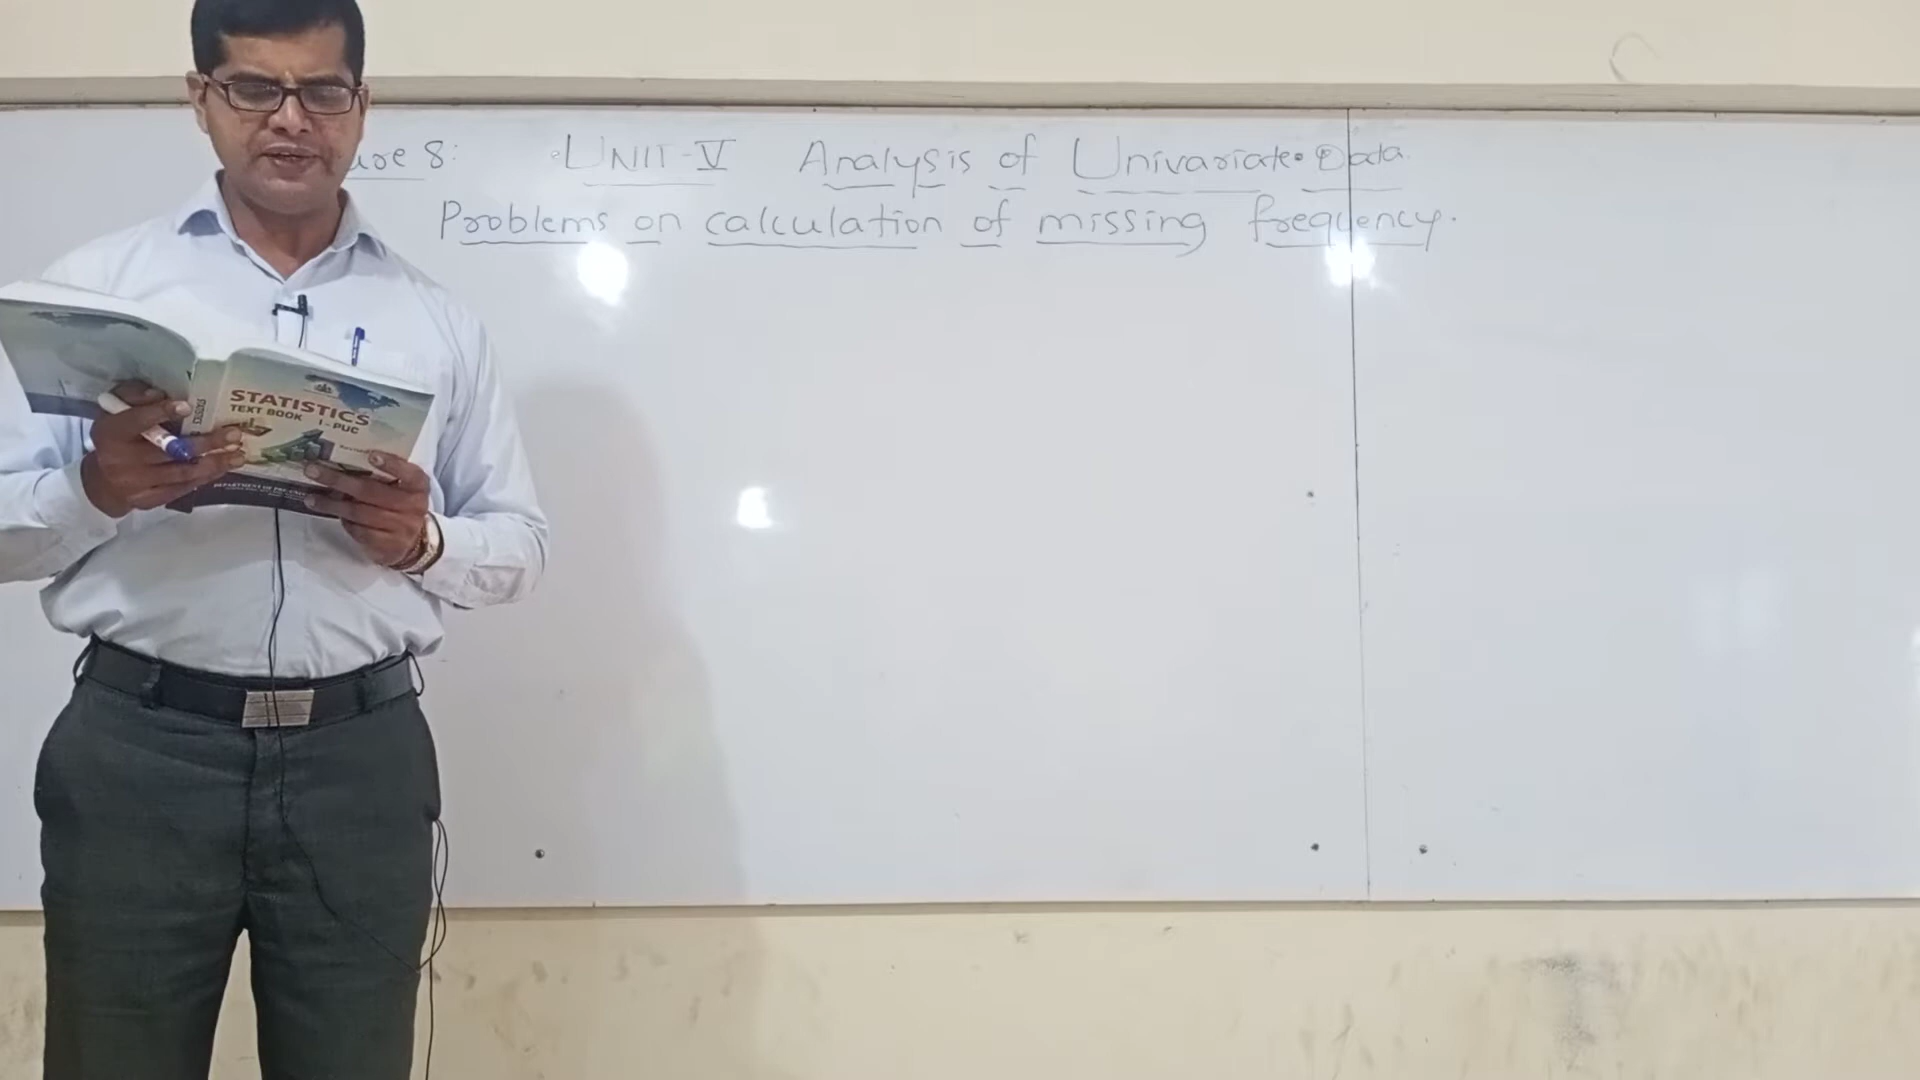 ure 8: UNIT-V Analysis of Univariate Data.
Problems on calculation of missing frequency.
STATISTICS
TEXT BOOK I - PUC